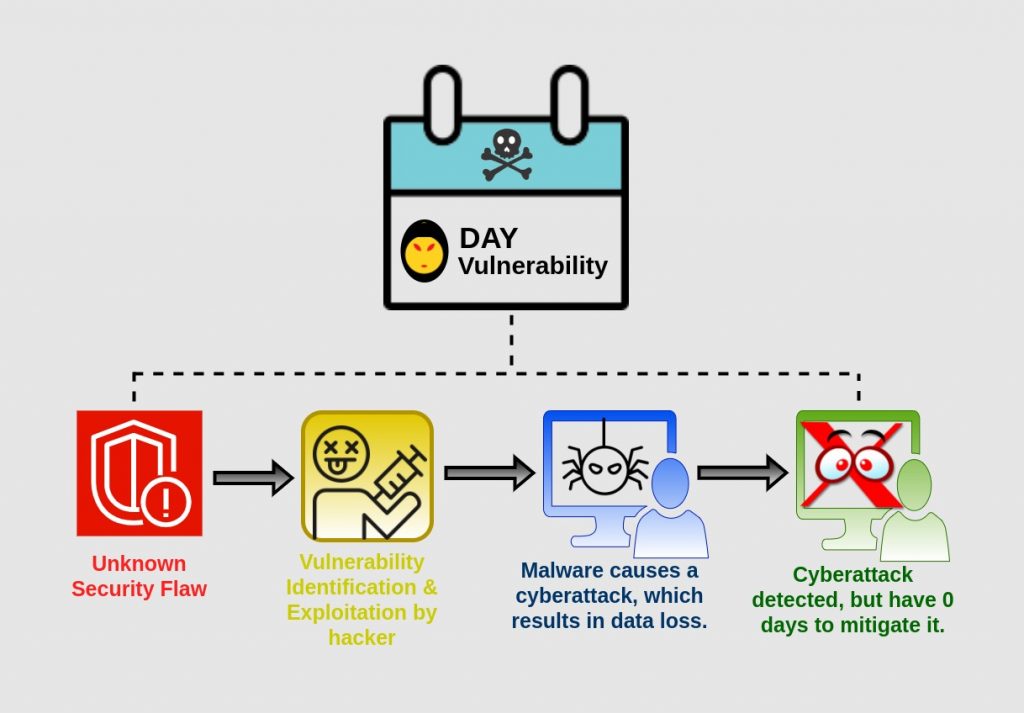 DAY
Vulnerability
Unknown
Security Flaw
Vulnerability
Identification &
Exploitation by
hacker
Malware causes a
cyberattack, which
results in data loss.
Cyberattack
detected, but have 0
days to mitigate it.